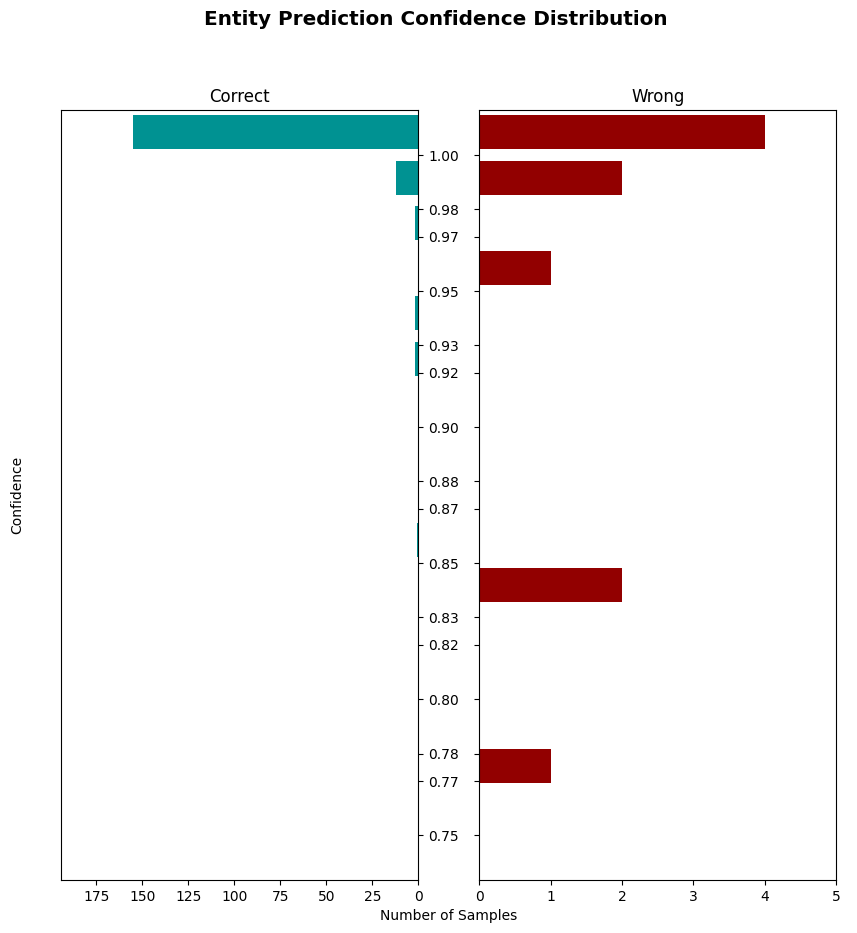 Entity Prediction Confidence Distribution
Correct
Wrong
1.00
0.98
0.97
0.95
0.93
0.92
0.90
0.88
0.87
0.85
0.83
0.82
0.80
0.78
0.77
0.75
Confidence
175 150 125 100 75 50 25 0
0 1 2 3 4 5
Number of Samples